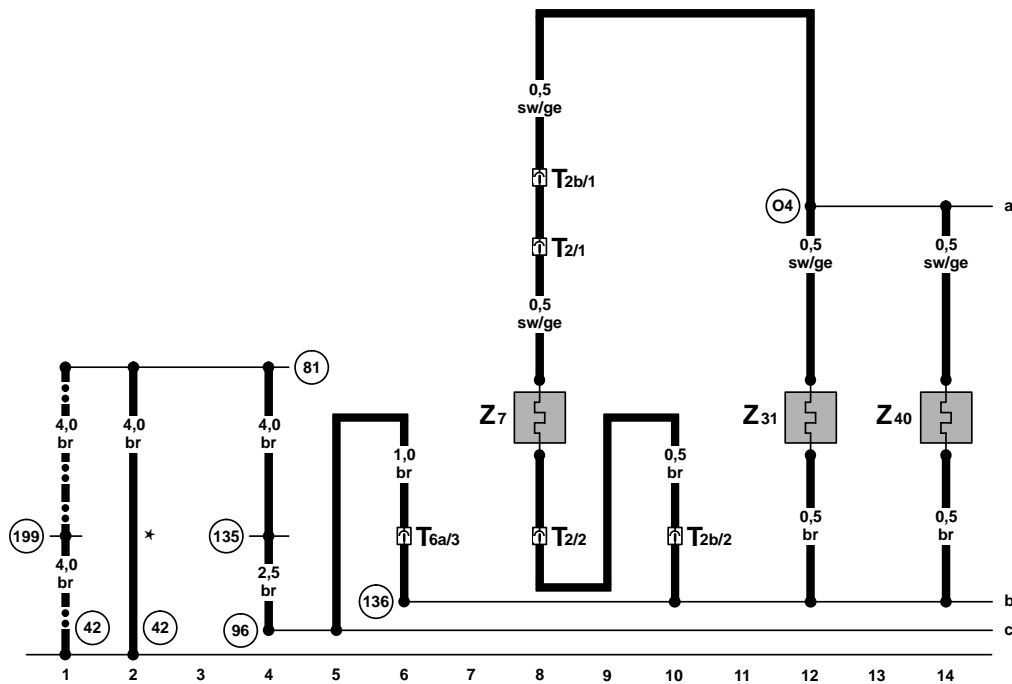 0,5
sw/ge
T2b/1
O4
a
T2/1
0,5
sw/ge
0,5
sw/ge
0,5
sw/ge
81
4,0
br
4,0
br
4,0
br
Z7
Z31
Z40
1,0
br
0,5
br
199
*
135
T6a/3
T2/2
T2b/2
0,5
br
0,5
br
4,0
br
2,5
br
136
b
42
42
96
c
1 2 3 4 5 6 7 8 9 10 11 12 13 14